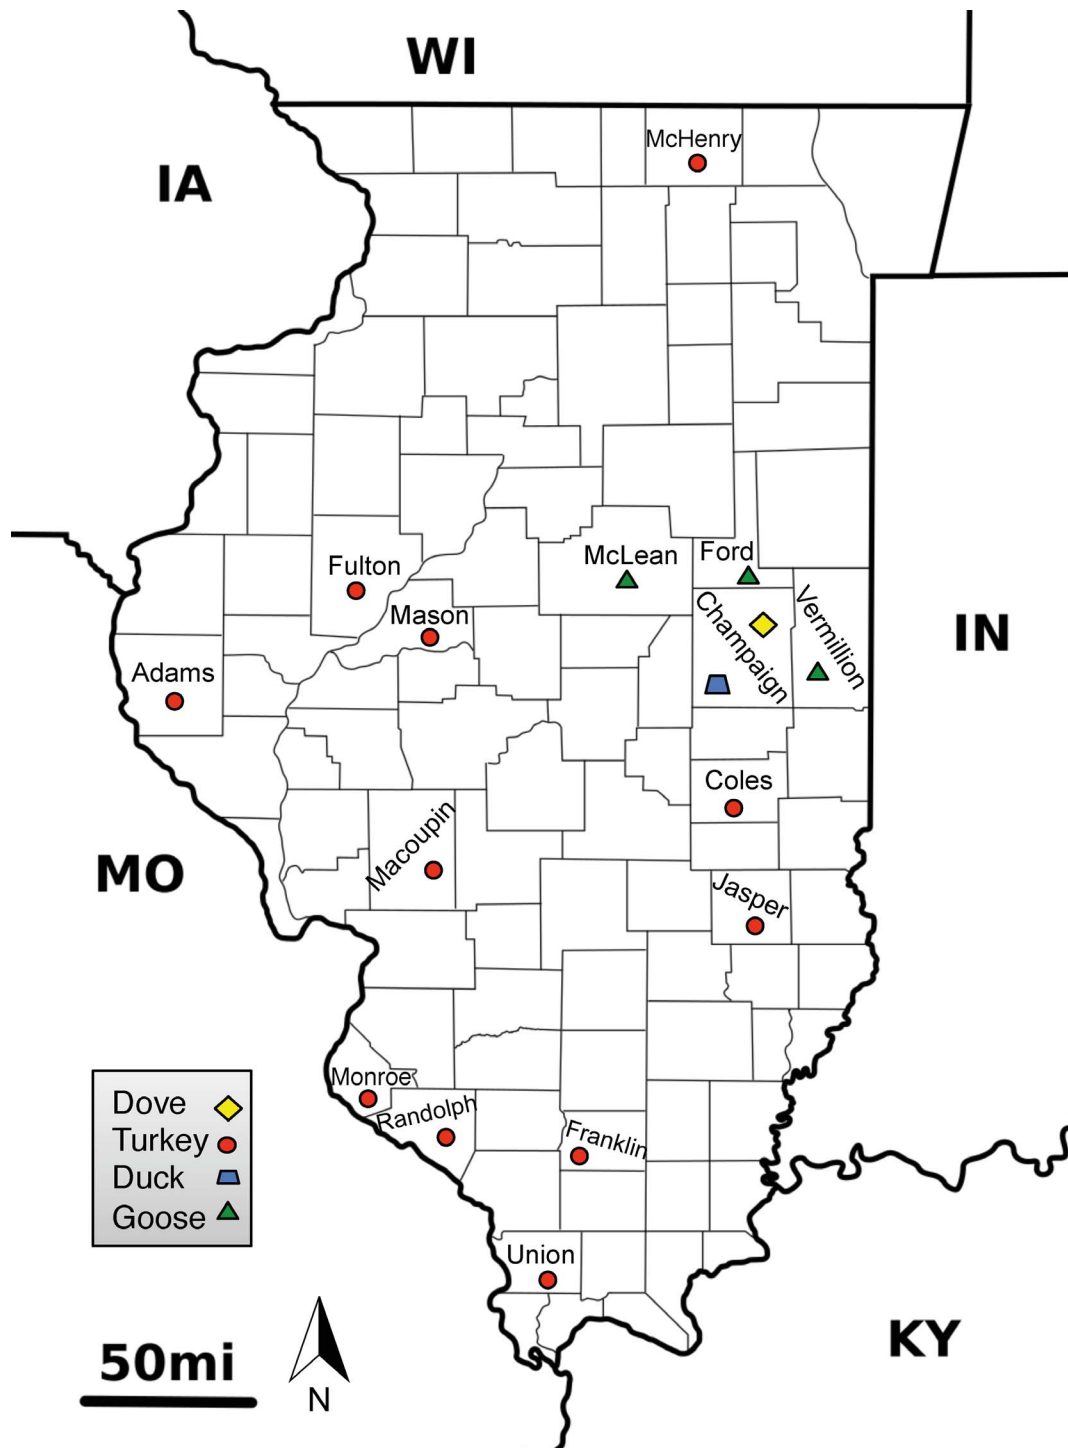 WI
McHenry
IA
McLean
Ford
Fulton
Vermillion
Champaign
Mason
IN
Adams
Coles
Macoupin
MO
Jasper
Monroe
Randolph
Franklin
Dove
Turkey
Duck
Goose
Union
KY
50mi
N